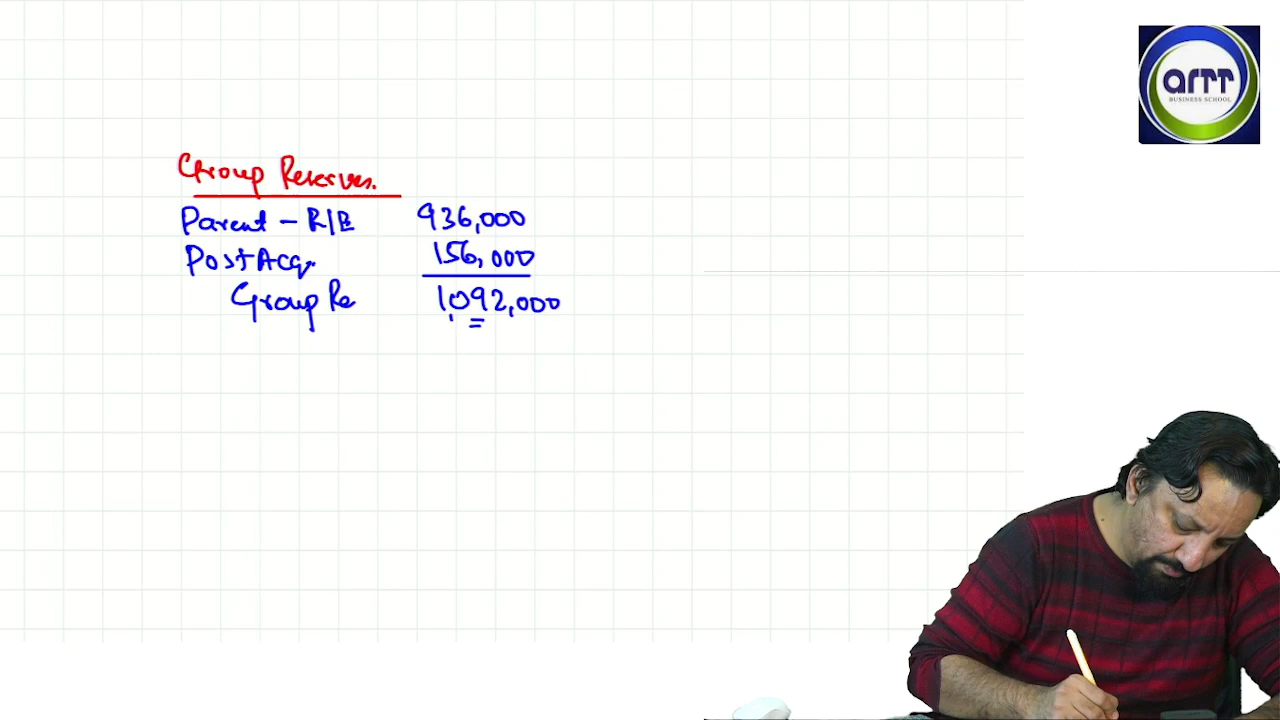 artt
BUSINESS SCHOOL
Group Reserves.
Parent - R/E 936,000
Post Acq. 156,000
Group Re 1,092,000